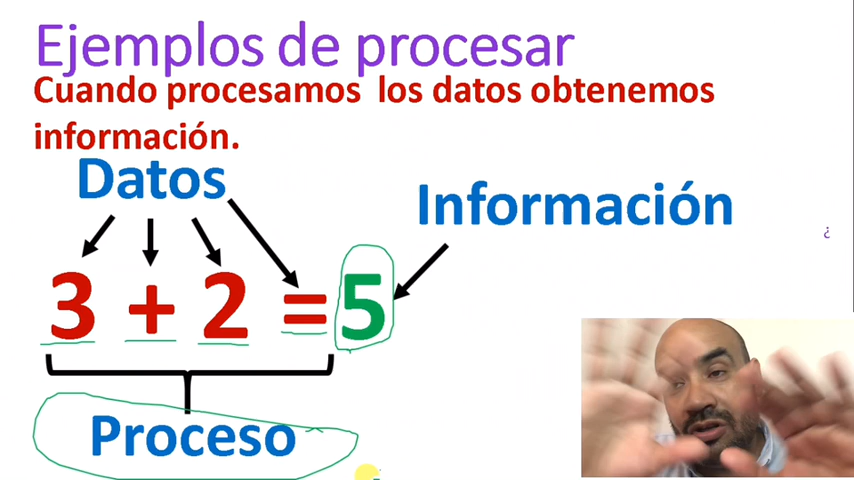 Ejemplos de procesar
Cuando procesamos los datos obtenemos
información.
Datos
Información
¿
3 + 2 = 5
Proceso